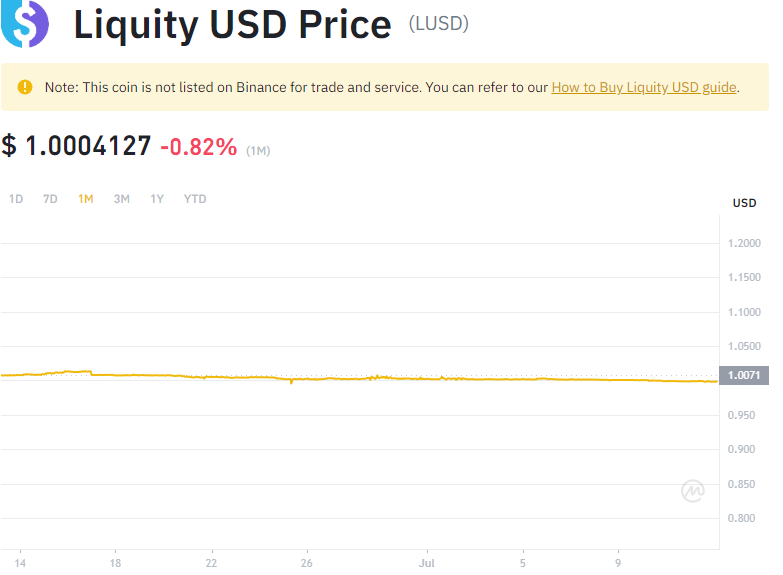 Liquity USD Price (LUSD)
Note: This coin is not listed on Binance for trade and service. You can refer to our How to Buy Liquity USD guide.
$ 1.0004127 -0.82% (1M)
1D 7D 1M 3M 1Y YTD
USD
1.2000
1.1500
1.1000
1.0500
1.0071
0.950
0.900
0.850
0.800
14 18 22 26 Jul 5 9